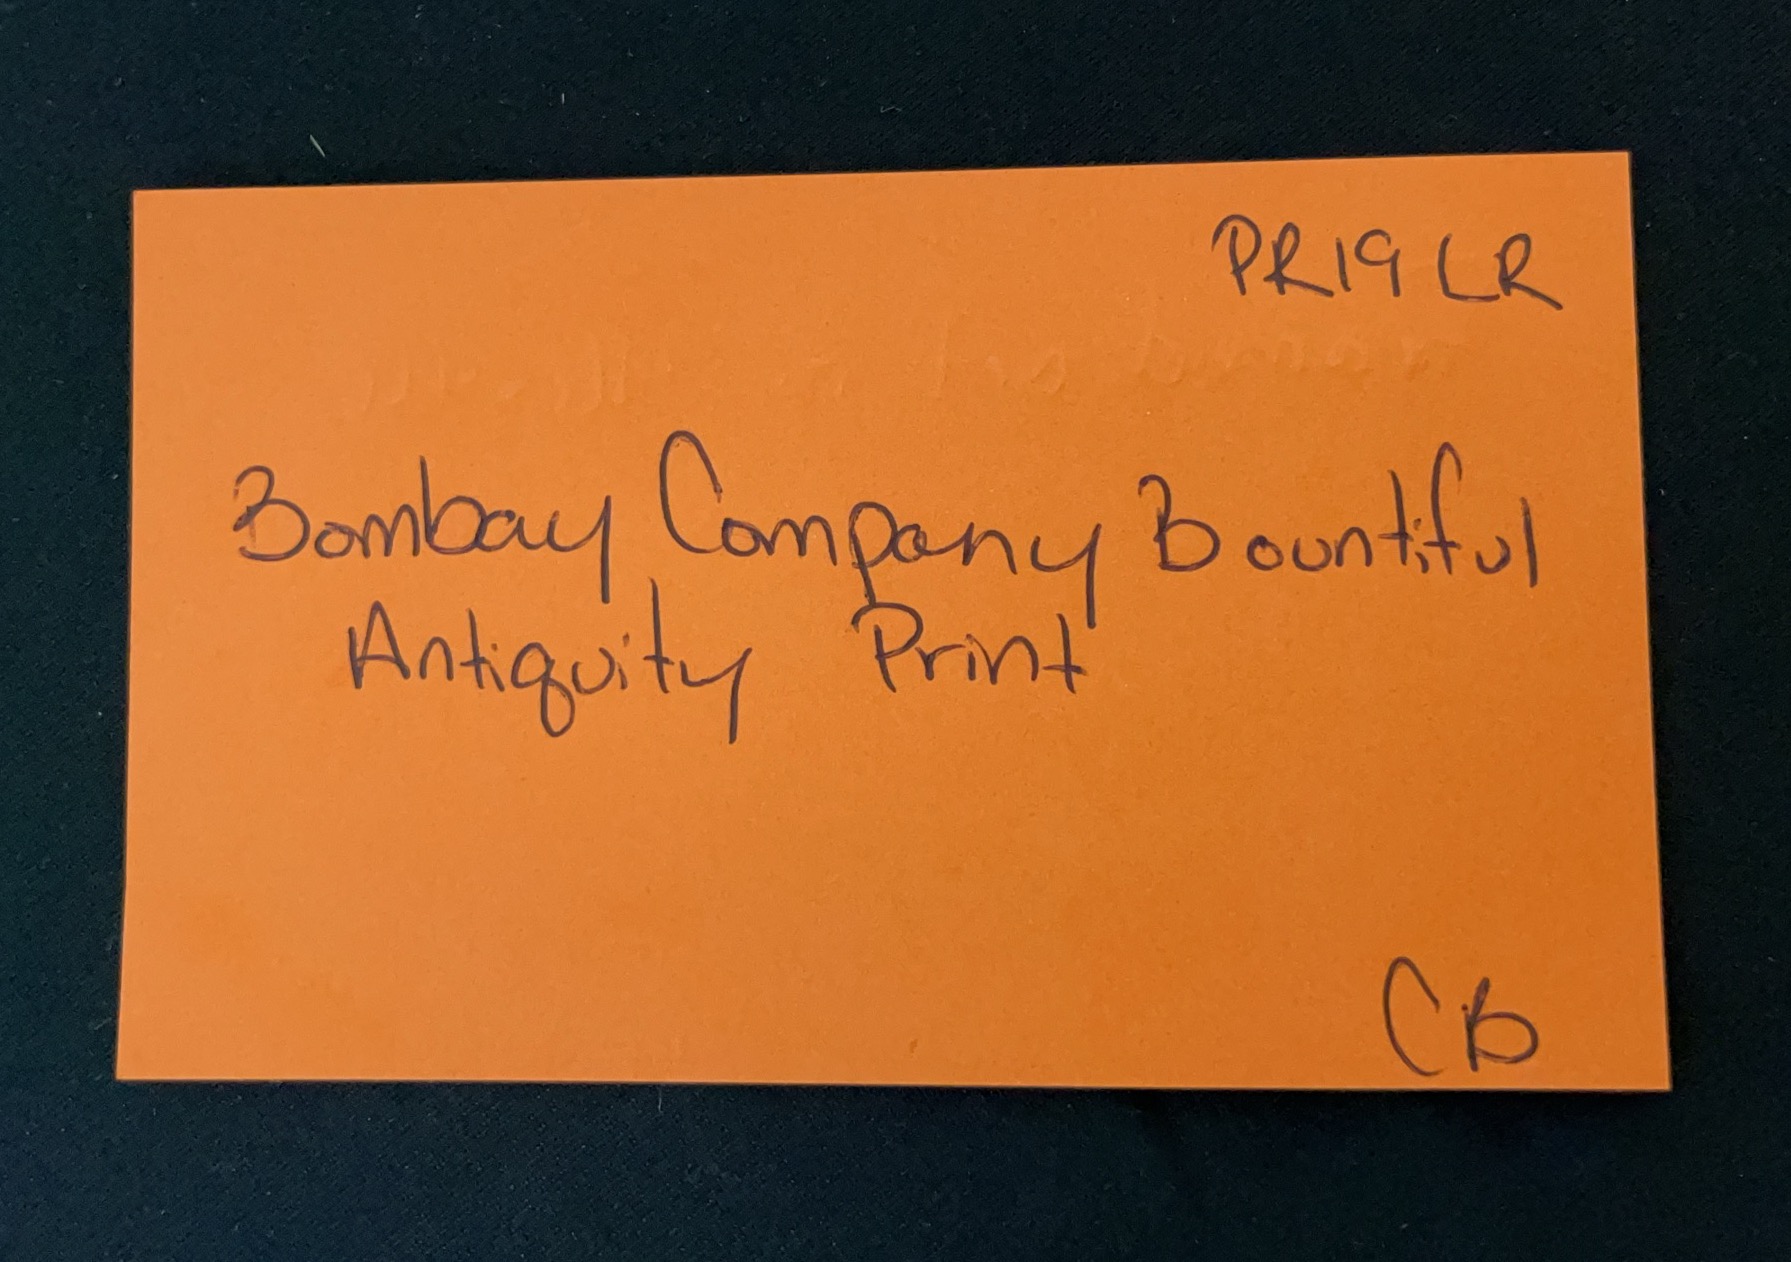 PR19 LR
Bombay Company Bountiful
Antiquity Print
CB